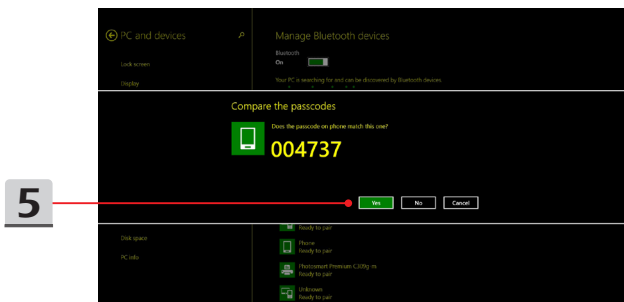 PC and devices
Manage Bluetooth devices
Bluetooth
On
Lock screen
Your PC is searching for and can be discovered by Bluetooth devices
Display
Compare the passcodes
Does the passcode on phone match this one?
004737
5
Yes
No
Cancel
Ready to pair
Disk space
Phone
Ready to pair
PC info
Photosmart Premium C309g-m
Ready to pair
Unknown
Ready to pair